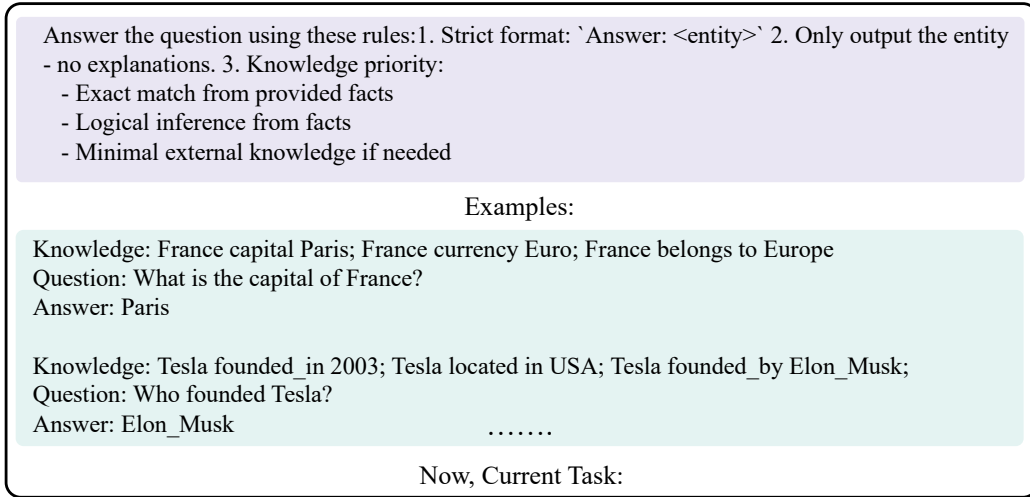 Answer the question using these rules:1. Strict format: `Answer: <entity>` 2. Only output the entity
- no explanations. 3. Knowledge priority:
- Exact match from provided facts
- Logical inference from facts
- Minimal external knowledge if needed
Examples:
Knowledge: France capital Paris; France currency Euro; France belongs to Europe
Question: What is the capital of France?
Answer: Paris
Knowledge: Tesla founded_in 2003; Tesla located in USA; Tesla founded_by Elon_Musk;
Question: Who founded Tesla?
Answer: Elon_Musk .......
Now, Current Task: